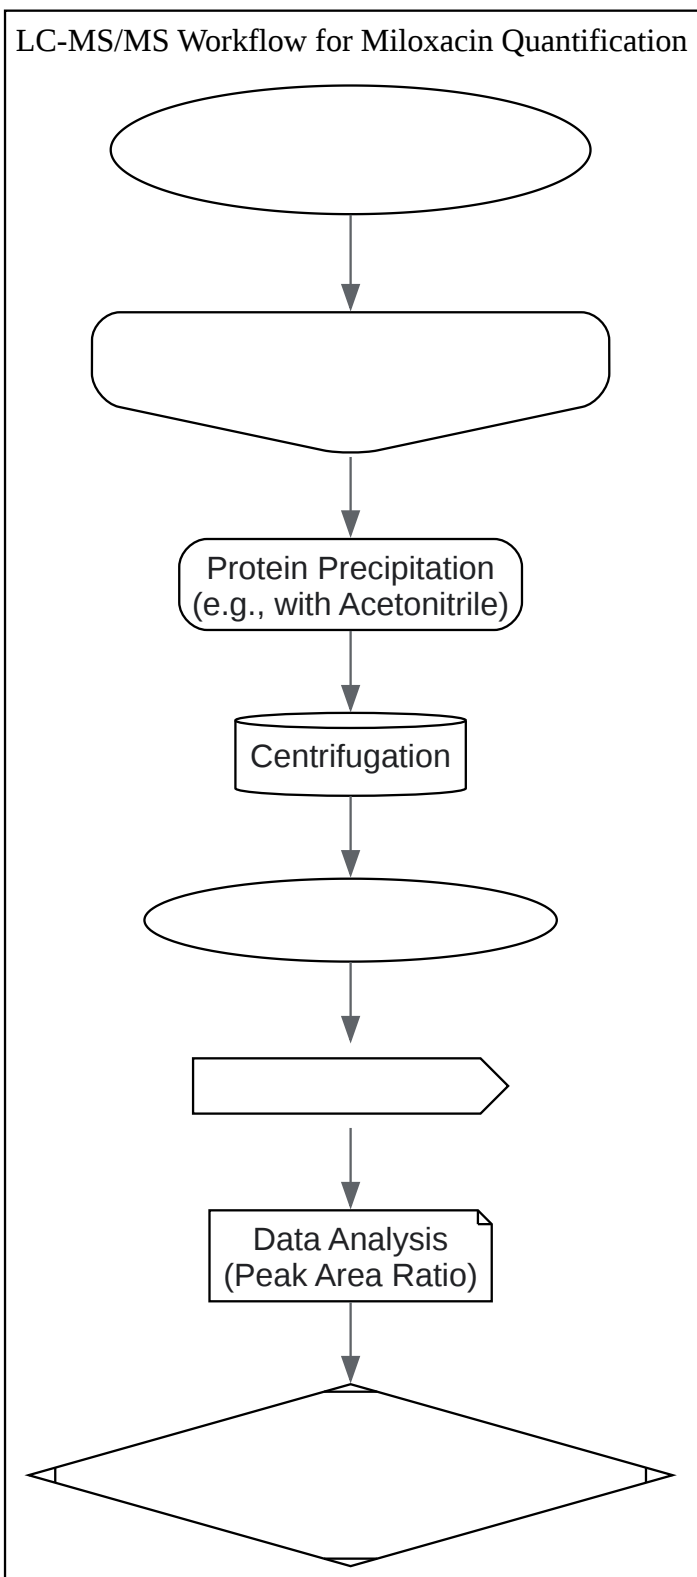 LC-MS/MS Workflow for Miloxacin Quantification
Protein Precipitation
(e.g., with Acetonitrile)
Centrifugation
Data Analysis
(Peak Area Ratio)